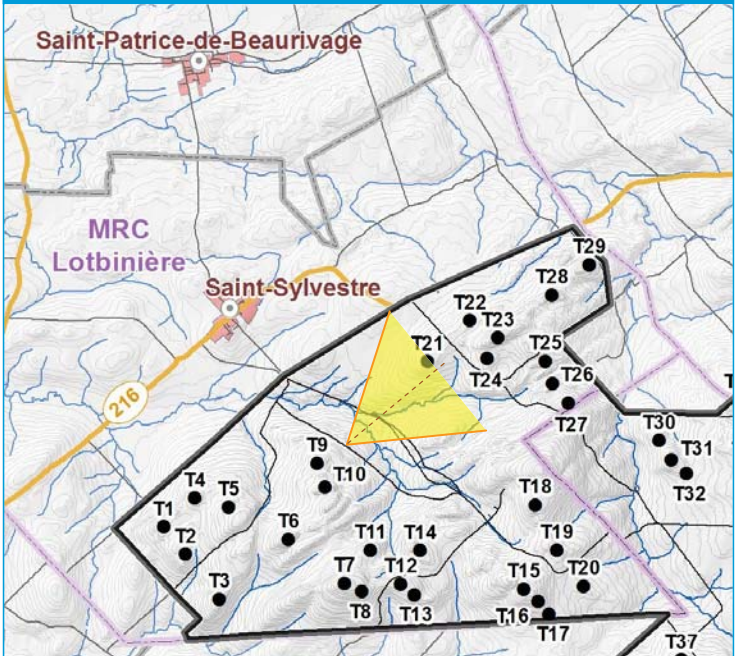 Saint-Patrice-de-Beaurivage
MRC
Lotbinière
Saint-Sylvestre
216
T29
T28
T22
T23
T21
T24
T25
T26
T27
T30
T31
T32
T9
T10
T4
T5
T1
T2
T6
T3
T18
T11
T14
T19
T7
T12
T8
T13
T15
T20
T16
T17
T37